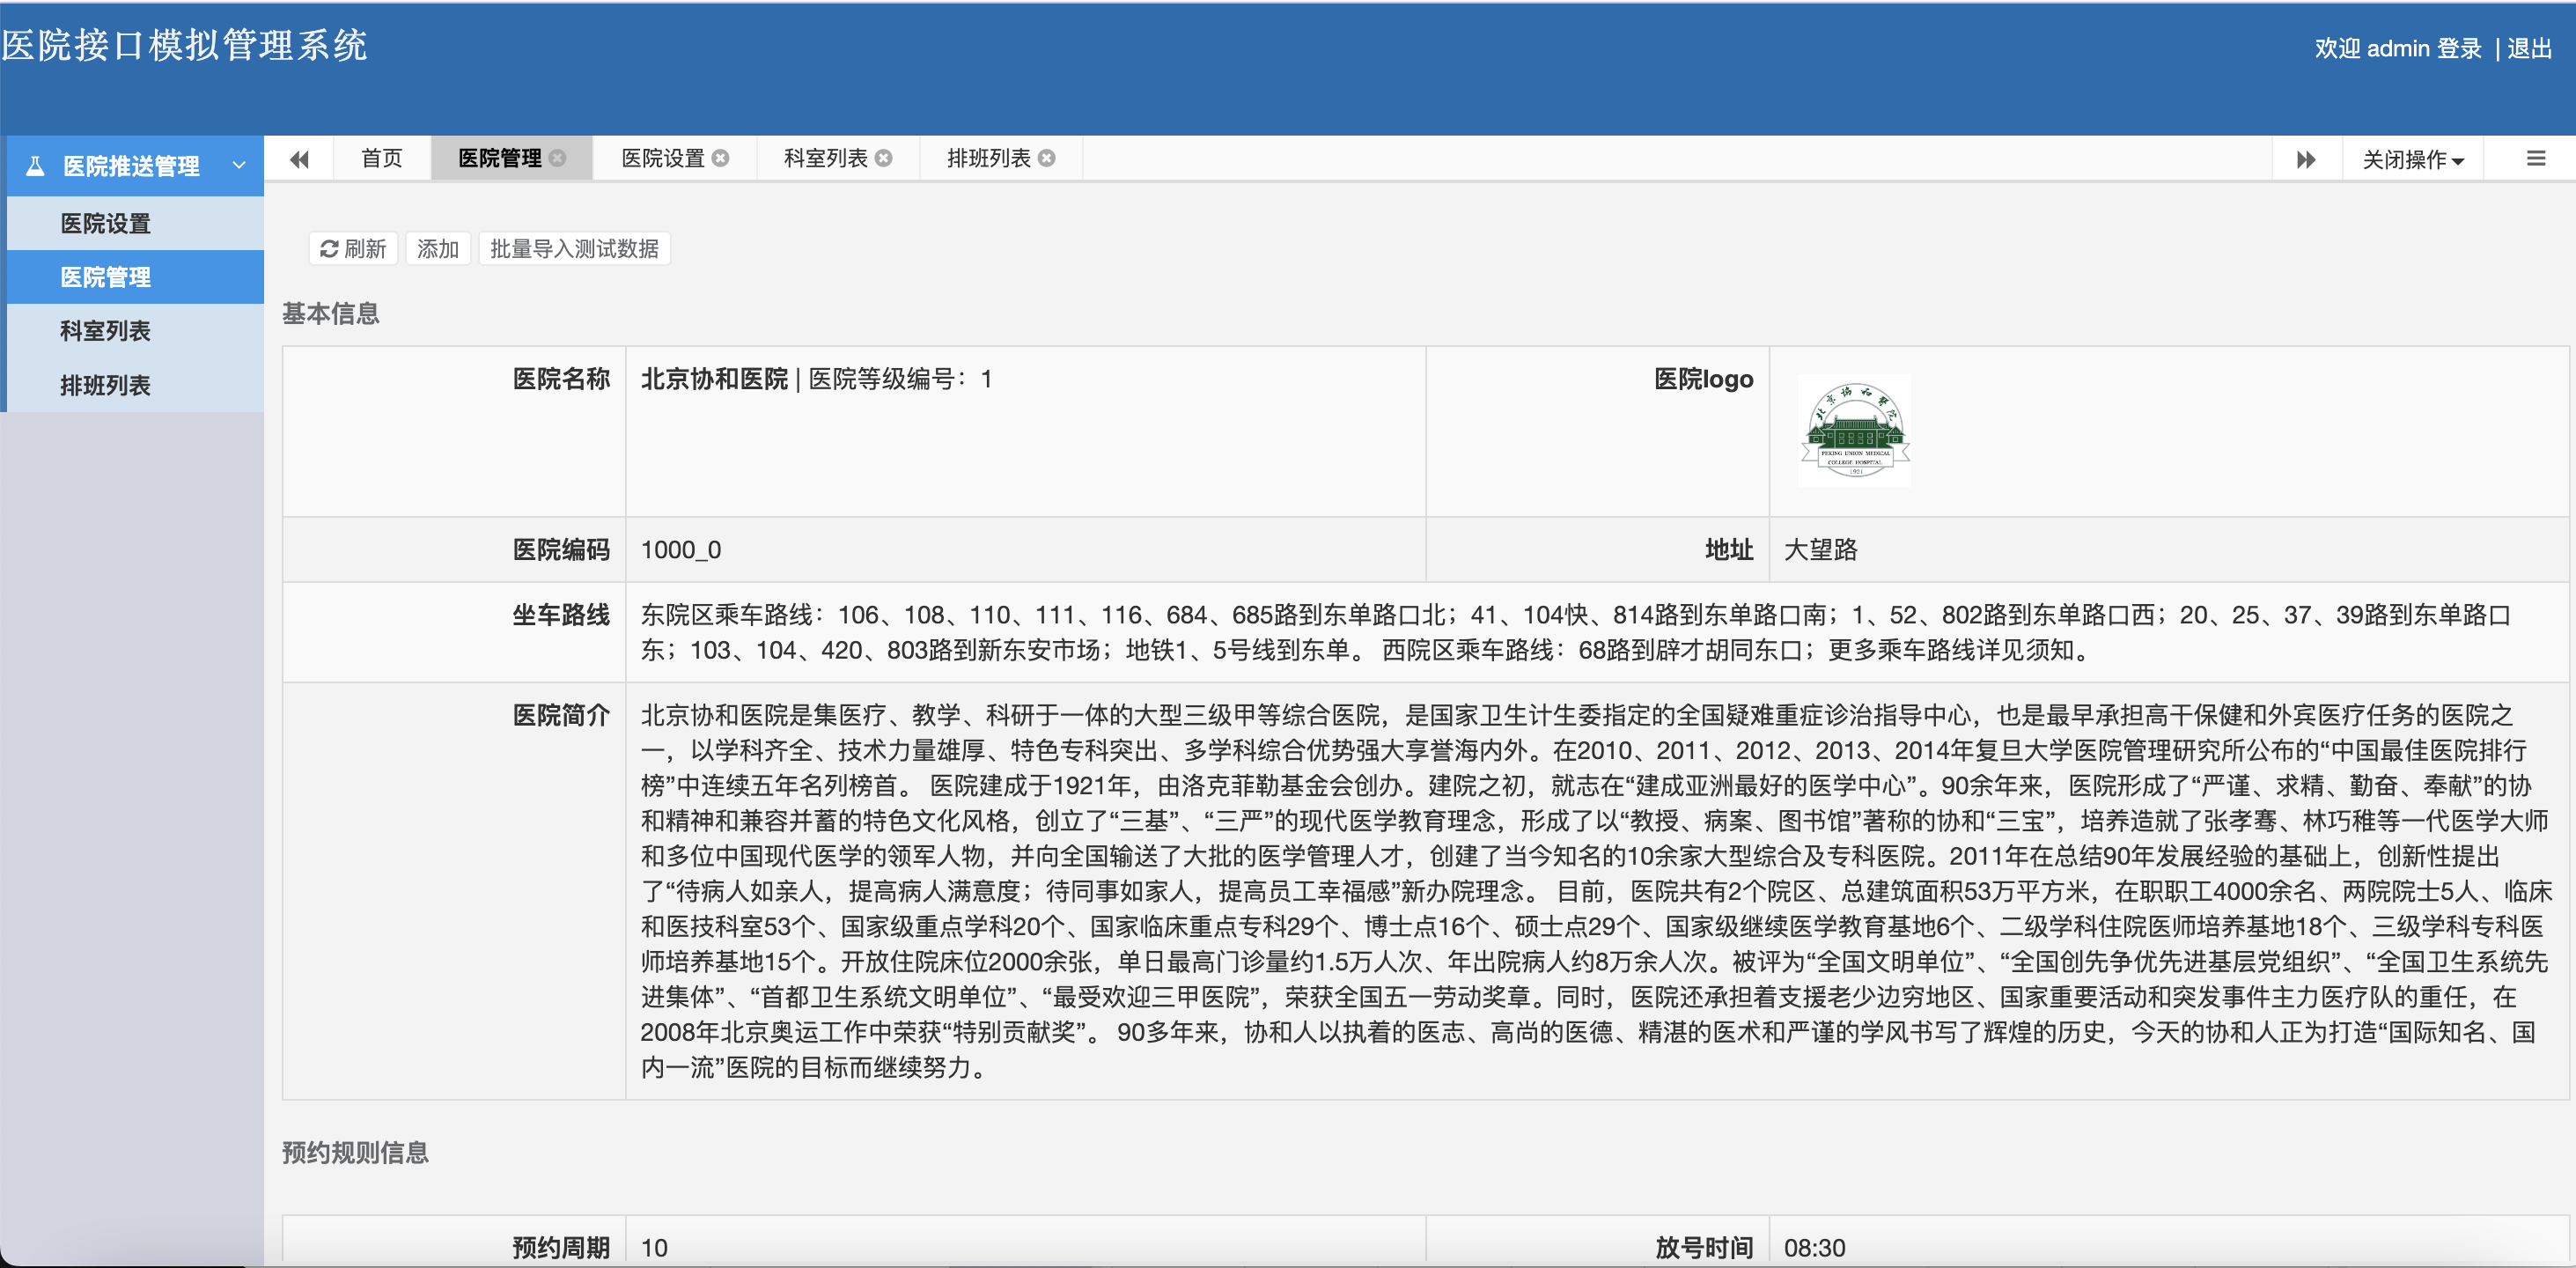 医院接口模拟管理系统
欢迎 admin 登录 | 退出
医院推送管理
医院设置
医院管理
科室列表
排班列表
首页
医院管理
医院设置
科室列表
排班列表
关闭操作
刷新
添加
批量导入测试数据
基本信息
医院名称
北京协和医院 | 医院等级编号：1
医院logo
北京协和医院
PEKING UNION MEDICAL
COLLEGE HOSPITAL
1921
医院编码
1000_0
地址
大望路
坐车路线
东院区乘车路线：106、108、110、111、116、684、685路到东单路口北；41、104快、814路到东单路口南；1、52、802路到东单路口西；20、25、37、39路到东单路口
东；103、104、420、803路到新东安市场；地铁1、5号线到东单。 西院区乘车路线：68路到辟才胡同东口；更多乘车路线详见须知。
医院简介
北京协和医院是集医疗、教学、科研于一体的大型三级甲等综合医院，是国家卫生计生委指定的全国疑难重症诊治指导中心，也是最早承担高干保健和外宾医疗任务的医院之
一，以学科齐全、技术力量雄厚、特色专科突出、多学科综合优势强大享誉海内外。在2010、2011、2012、2013、2014年复旦大学医院管理研究所公布的“中国最佳医院排行
榜”中连续五年名列榜首。 医院建成于1921年，由洛克菲勒基金会创办。建院之初，就志在“建成亚洲最好的医学中心”。90余年来，医院形成了“严谨、求精、勤奋、奉献”的协
和精神和兼容并蓄的特色文化风格，创立了“三基”、“三严”的现代医学教育理念，形成了以“教授、病案、图书馆”著称的协和“三宝”，培养造就了张孝骞、林巧稚等一代医学大师
和多位中国现代医学的领军人物，并向全国输送了大批的医学管理人才，创建了当今知名的10余家大型综合及专科医院。2011年在总结90年发展经验的基础上，创新性提出
了“待病人如亲人，提高病人满意度；待同事如家人，提高员工幸福感”新办院理念。 目前，医院共有2个院区、总建筑面积53万平方米，在职职工4000余名、两院院士5人、临床
和医技科室53个、国家级重点学科20个、国家临床重点专科29个、博士点16个、硕士点29个、国家级继续医学教育基地6个、二级学科住院医师培养基地18个、三级学科专科医
师培养基地15个。开放住院床位2000余张，单日最高门诊量约1.5万人次、年出院病人约8万余人次。被评为“全国文明单位”、“全国创先争优先进基层党组织”、“全国卫生系统先
进集体”、“首都卫生系统文明单位”、“最受欢迎三甲医院”，荣获全国五一劳动奖章。同时，医院还承担着支援老少边穷地区、国家重要活动和突发事件主力医疗队的重任，在
2008年北京奥运工作中荣获“特别贡献奖”。 90多年来，协和人以执着的医志、高尚的医德、精湛的医术和严谨的学风书写了辉煌的历史，今天的协和人正为打造“国际知名、国
内一流”医院的目标而继续努力。
预约规则信息
预约周期
10
放号时间
08:30